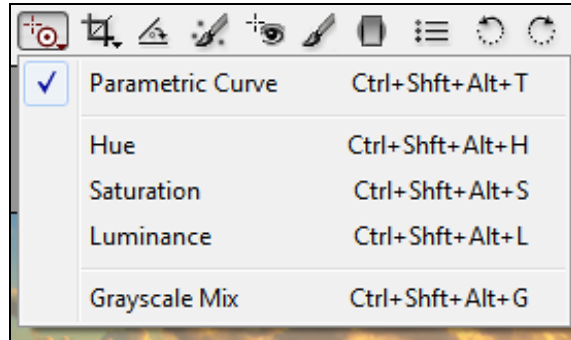 Parametric Curve Ctrl+Shft+Alt+T
Hue Ctrl+Shft+Alt+H
Saturation Ctrl+Shft+Alt+S
Luminance Ctrl+Shft+Alt+L
Grayscale Mix Ctrl+Shft+Alt+G